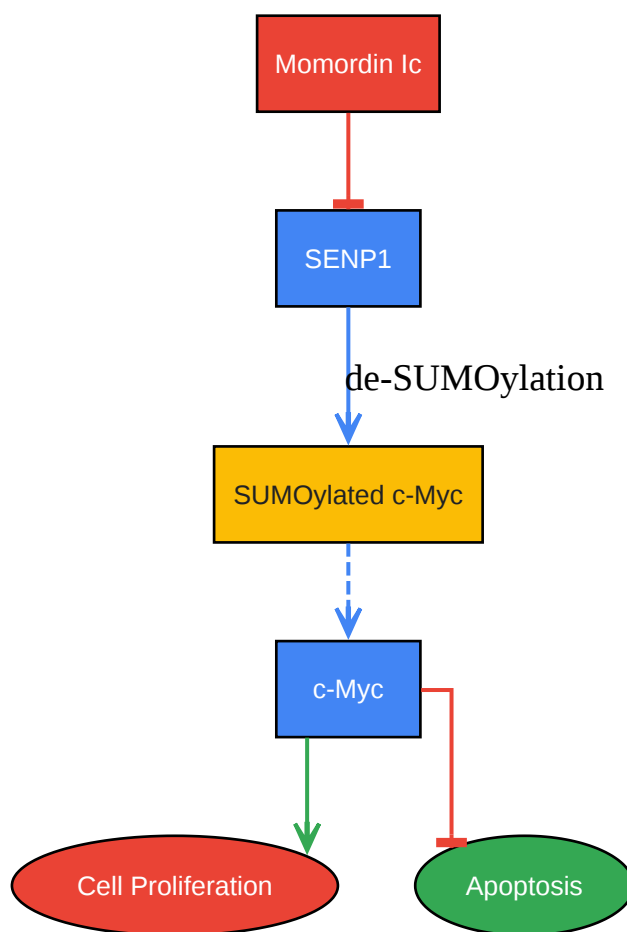 Momordin Ic
SENP1
de-SUMOylation
SUMOylated c-Myc
c-Myc
Cell Proliferation
Apoptosis